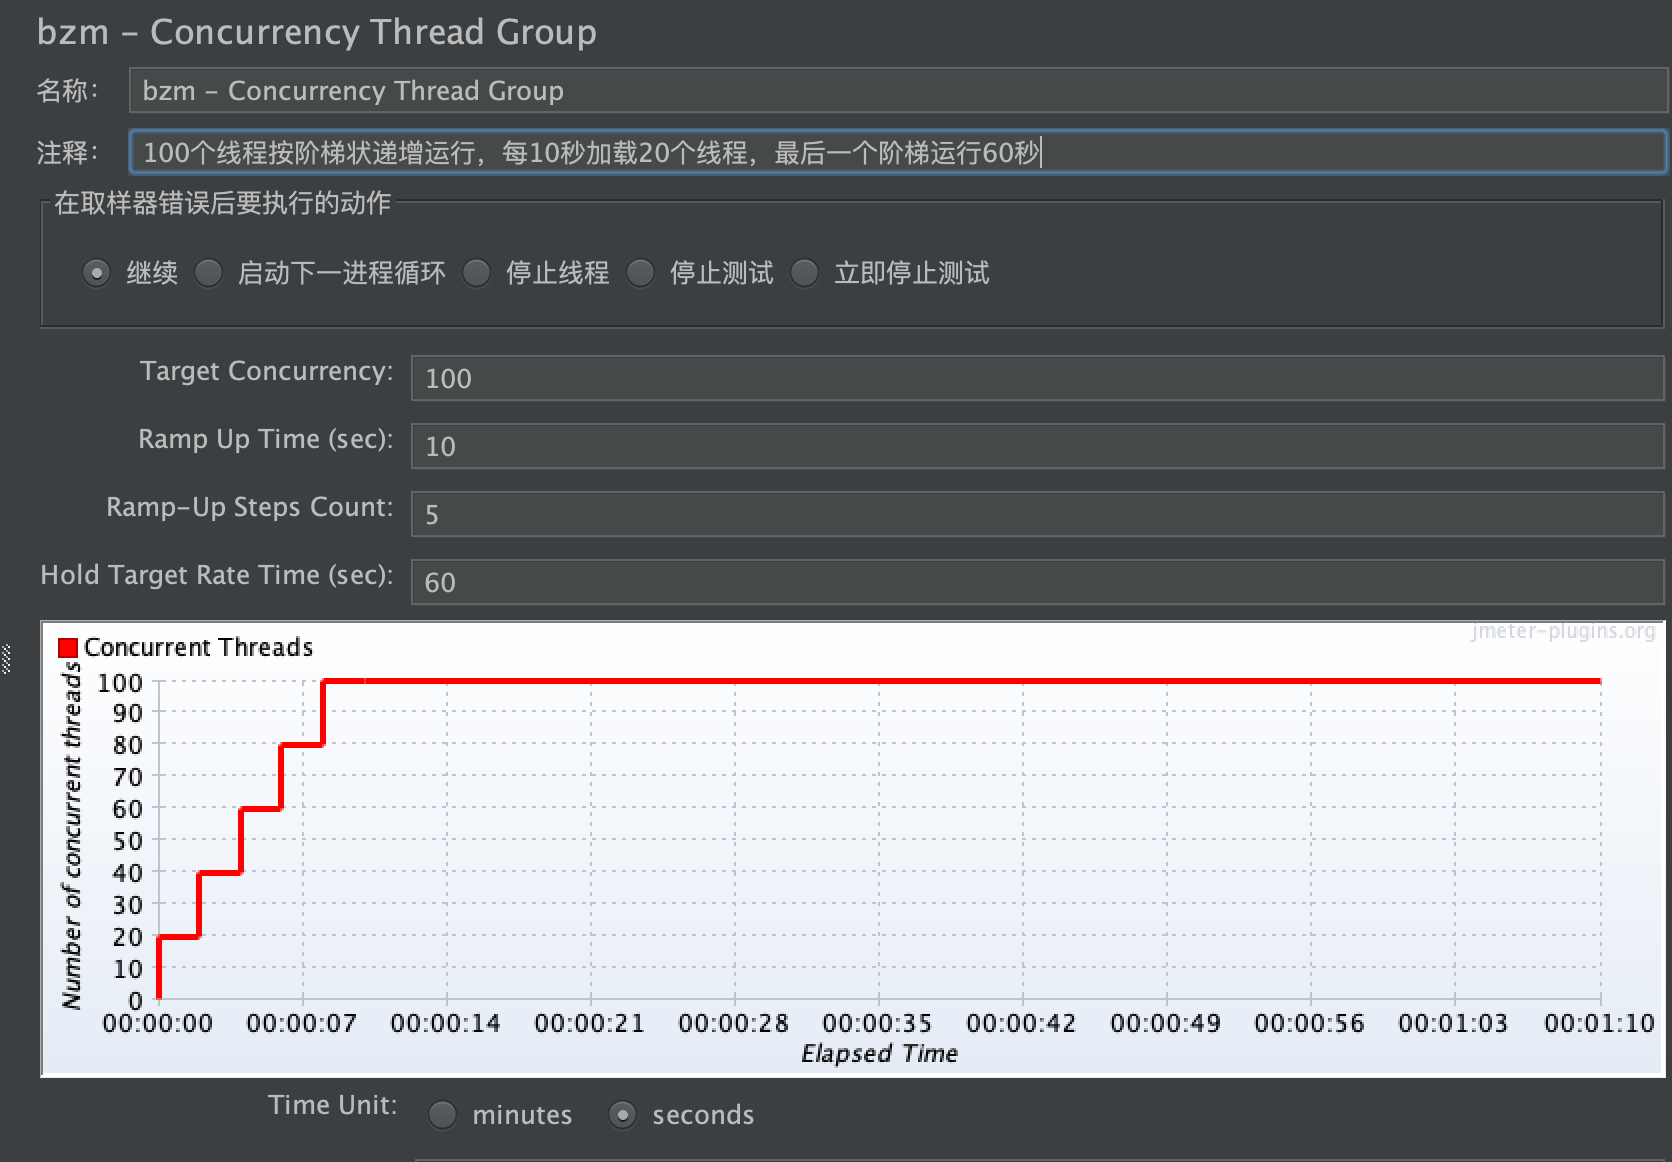 bzm - Concurrency Thread Group
名称： bzm - Concurrency Thread Group
注释： 100个线程按阶梯状递增运行，每10秒加载20个线程，最后一个阶梯运行60秒
在取样器错误后要执行的动作
继续 启动下一进程循环 停止线程 停止测试 立即停止测试
Target Concurrency: 100
Ramp Up Time (sec): 10
Ramp-Up Steps Count: 5
Hold Target Rate Time (sec): 60
jmeter-plugins.org
Concurrent Threads
Number of concurrent threads
100
90
80
70
60
50
40
30
20
10
0
00:00:00 00:00:07 00:00:14 00:00:21 00:00:28 00:00:35 00:00:42 00:00:49 00:00:56 00:01:03 00:01:10
Elapsed Time
Time Unit: minutes seconds